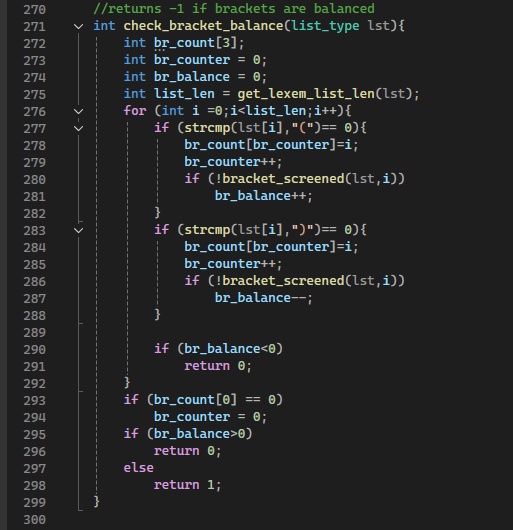 270 //returns -1 if brackets are balanced
271 int check_bracket_balance(list_type lst){
272 int br_count[3];
273 int br_counter = 0;
274 int br_balance = 0;
275 int list_len = get_lexem_list_len(lst);
276 for (int i =0;i<list_len;i++){
277 if (strcmp(lst[i],"(")== 0){
278 br_count[br_counter]=i;
279 br_counter++;
280 if (!bracket_screened(lst,i))
281 br_balance++;
282 }
283 if (strcmp(lst[i],")")== 0){
284 br_count[br_counter]=i;
285 br_counter++;
286 if (!bracket_screened(lst,i))
287 br_balance--;
288 }
289
290 if (br_balance<0)
291 return 0;
292 }
293 if (br_count[0] == 0)
294 br_counter = 0;
295 if (br_balance>0)
296 return 0;
297 else
298 return 1;
299 }
300